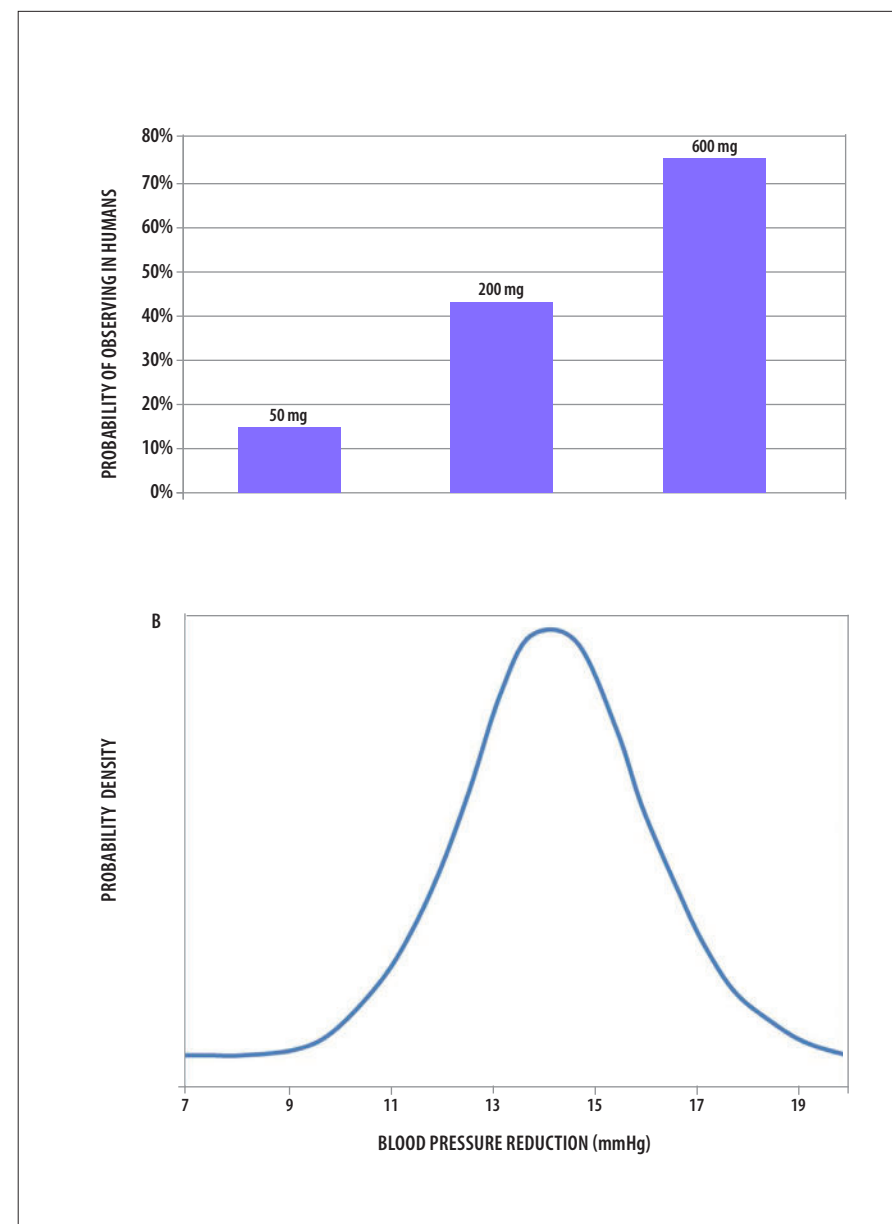 80%
600 mg
70%
60%
50%
200 mg
40%
30%
20%
50 mg
10%
0%
PROBABILITY OF OBSERVING IN HUMANS
B
PROBABILITY DENSITY
7 9 11 13 15 17 19
BLOOD PRESSURE REDUCTION (mmHg)